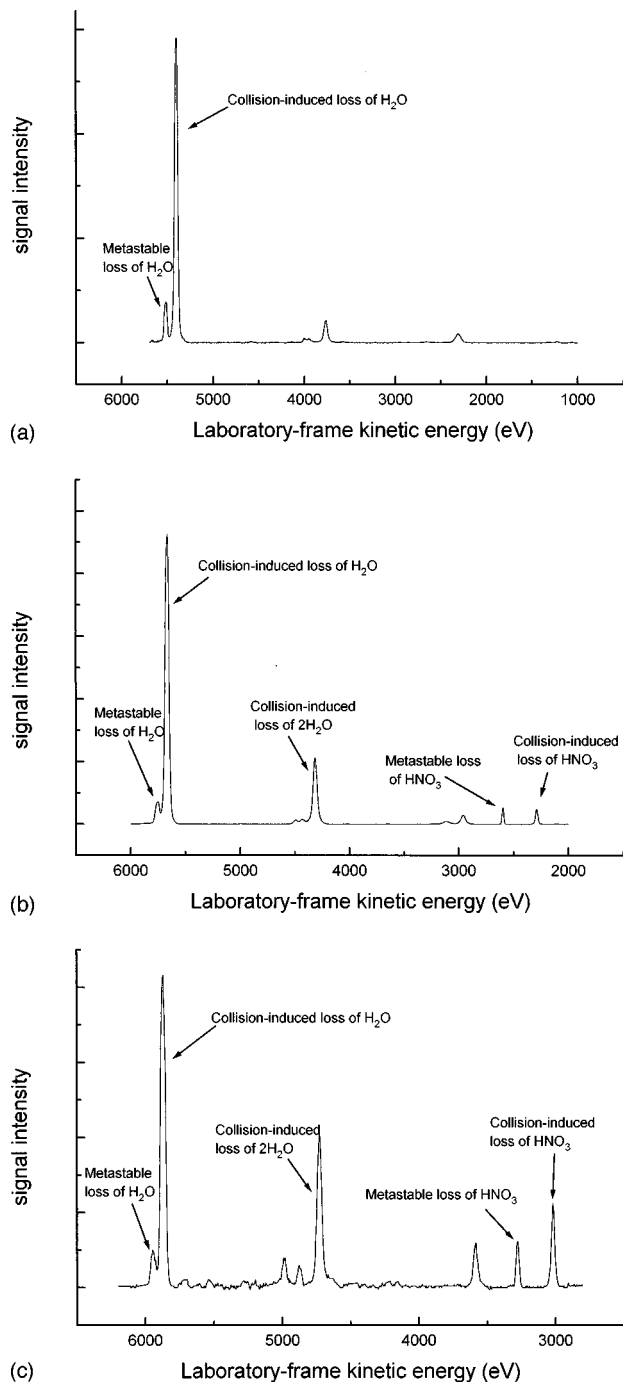 signal intensity
Collision-induced loss of H₂O
Metastable
loss of H₂O
6000 5000 4000 3000 2000 1000
(a) Laboratory-frame kinetic energy (eV)
signal intensity
Collision-induced loss of H₂O
Metastable
loss of H₂O
Collision-induced
loss of 2H₂O
Metastable loss
of HNO₃
Collision-induced
loss of HNO₃
6000 5000 4000 3000 2000
(b) Laboratory-frame kinetic energy (eV)
signal intensity
Collision-induced loss of H₂O
Metastable
loss of H₂O
Collision-induced
loss of 2H₂O
Metastable loss of HNO₃
Collision-induced
loss of HNO₃
6000 5000 4000 3000
(c) Laboratory-frame kinetic energy (eV)